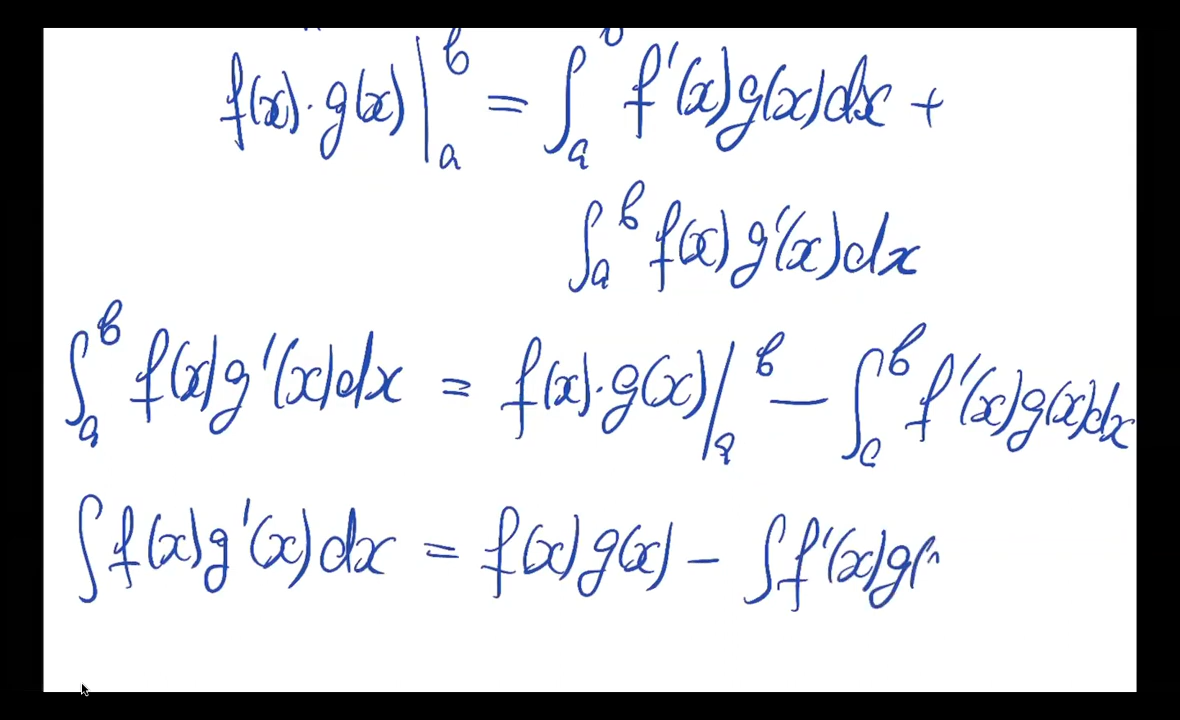 f(x)·g(x)|_a^b = ∫_a^b f'(x)g(x)dx +
∫_a^b f(x)g'(x)dx
∫_a^b f(x)g'(x)dx = f(x)·g(x)|_a^b − ∫_a^b f'(x)g(x)dx
∫f(x)g'(x)dx = f(x)g(x) − ∫f'(x)g(